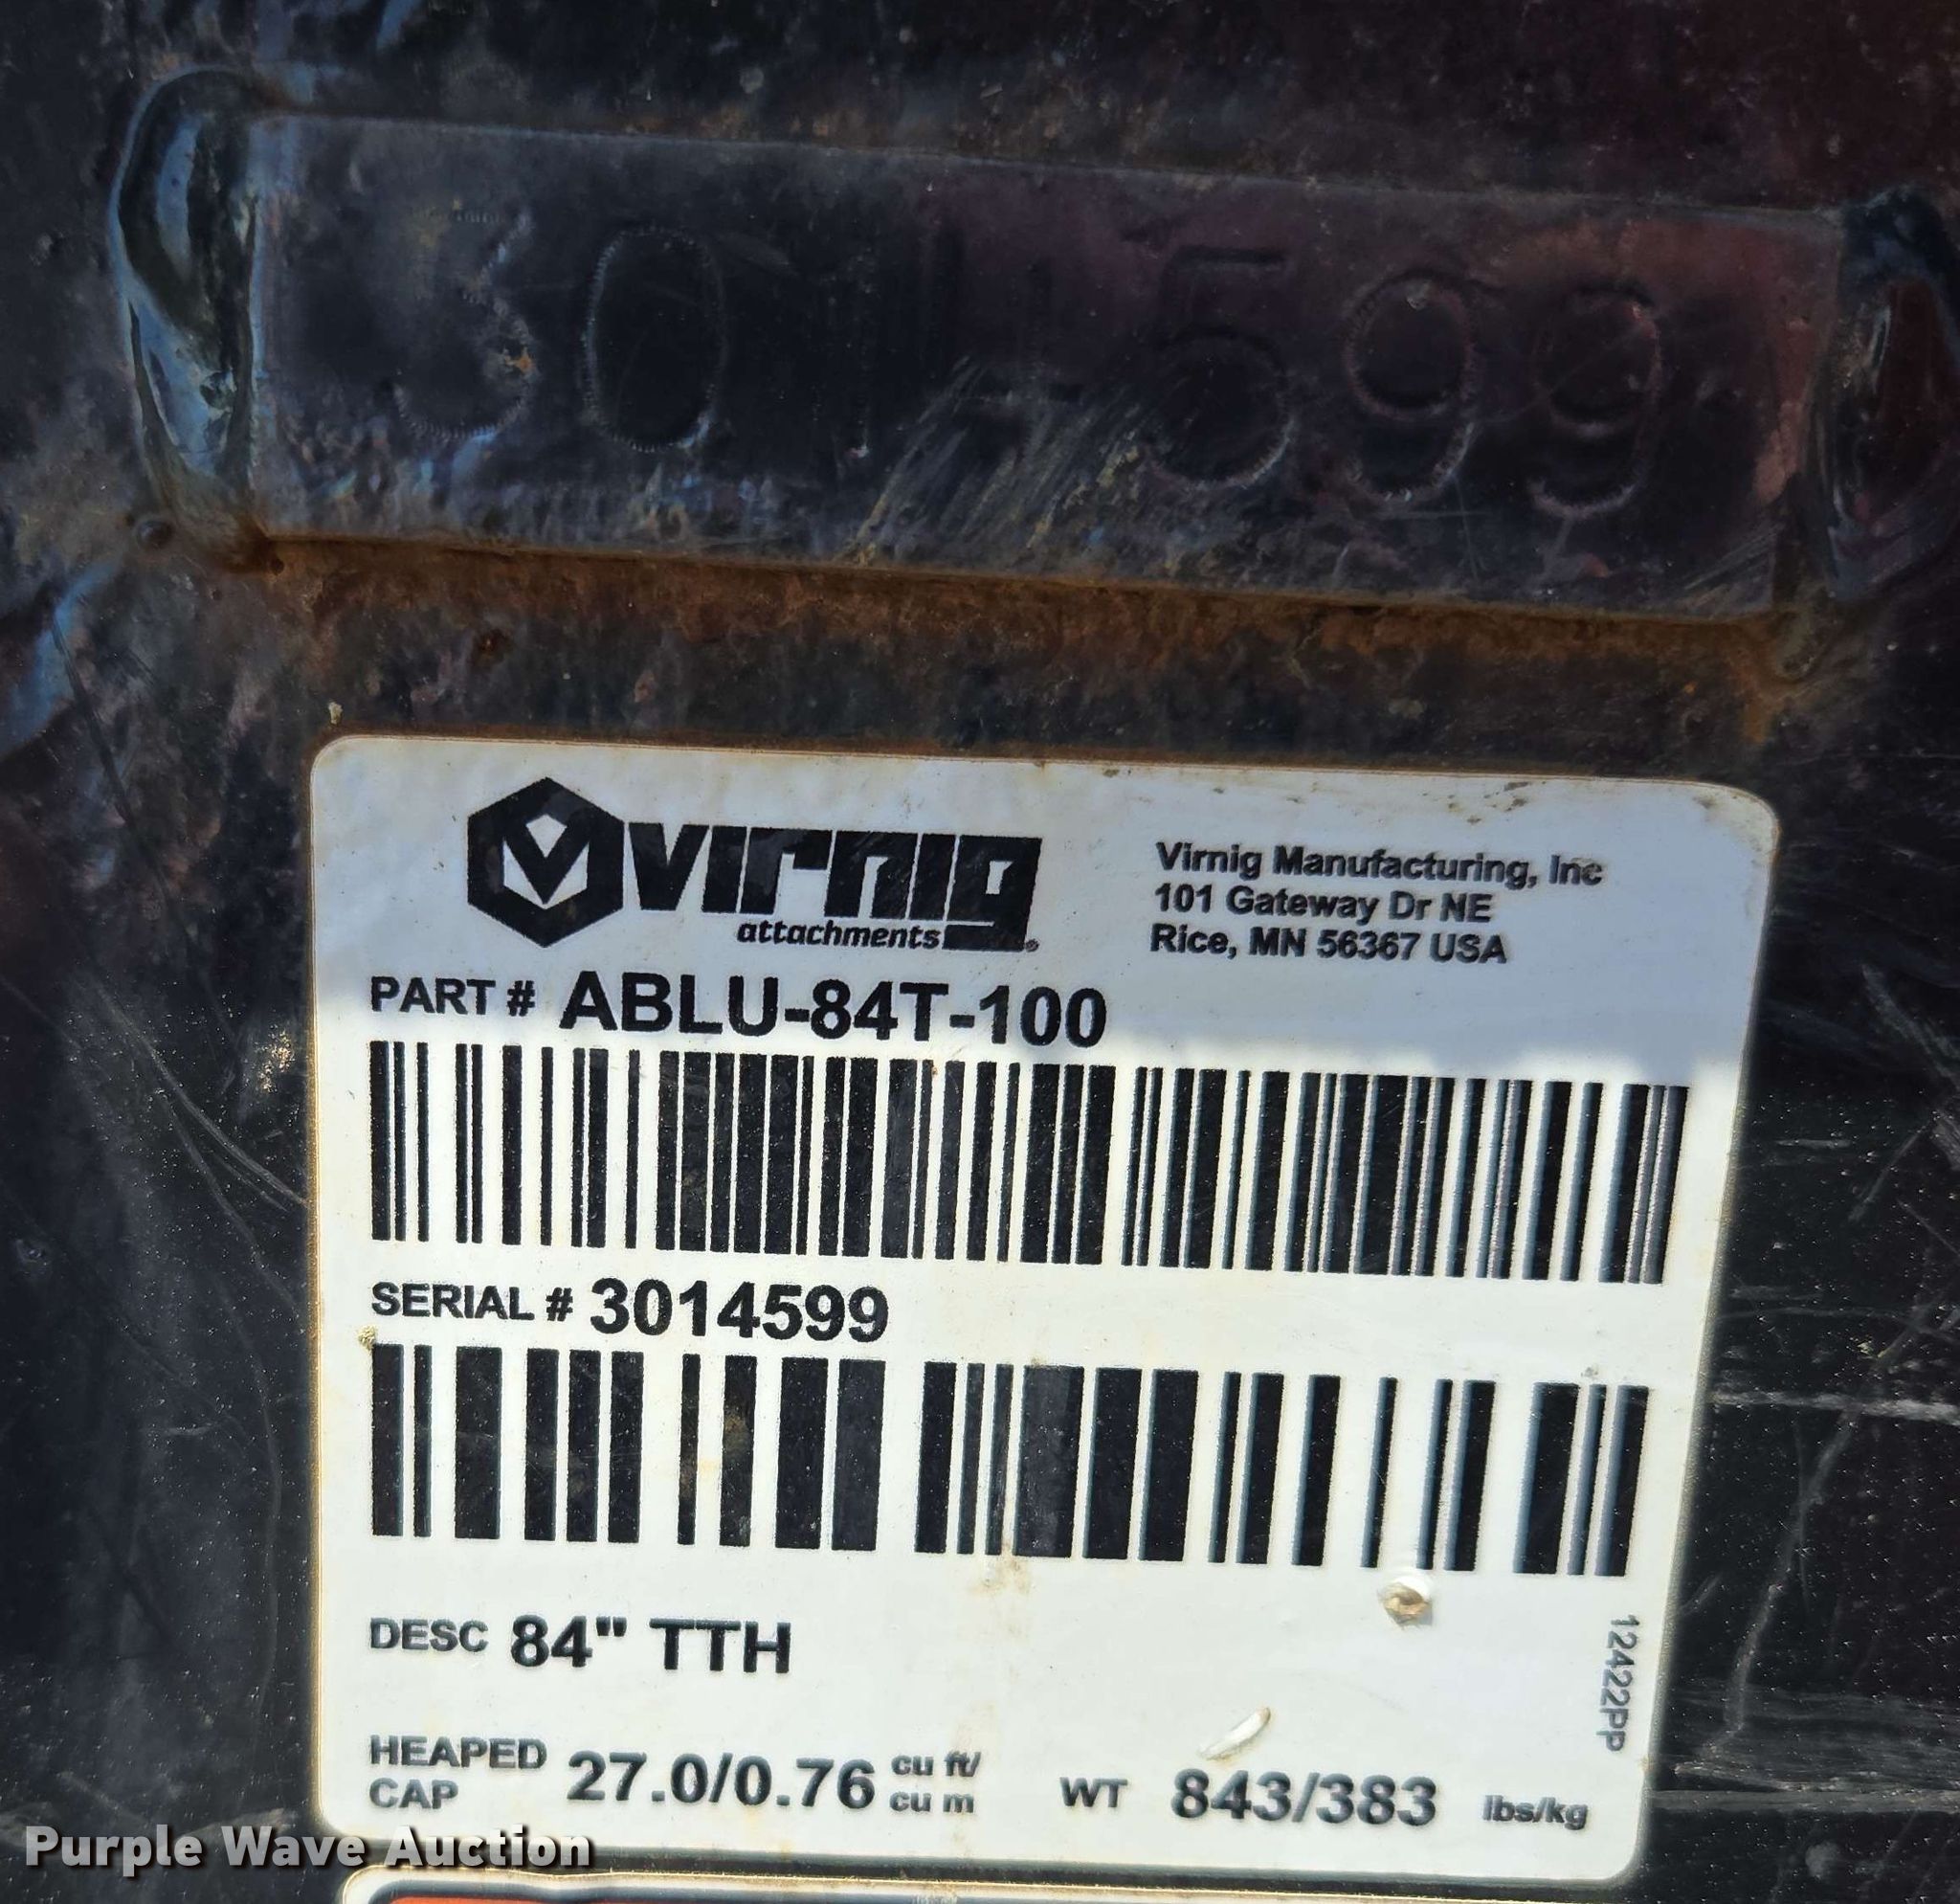 3014599
virnig
attachments
Virnig Manufacturing, Inc
101 Gateway Dr NE
Rice, MN 56367 USA
PART # ABLU-84T-100
SERIAL # 3014599
DESC 84" TTH
12422PP
HEAPED CAP 27.0/0.76 cu ft/ cu m WT 843/383 lbs/kg
Purple Wave Auction